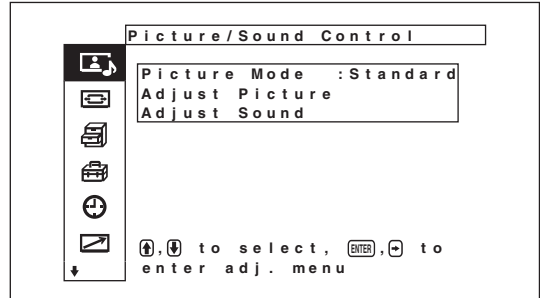 Picture/Sound Control
Picture Mode :Standard
Adjust Picture
Adjust Sound
↑,↓ to select, ENTER,→ to
enter adj. menu